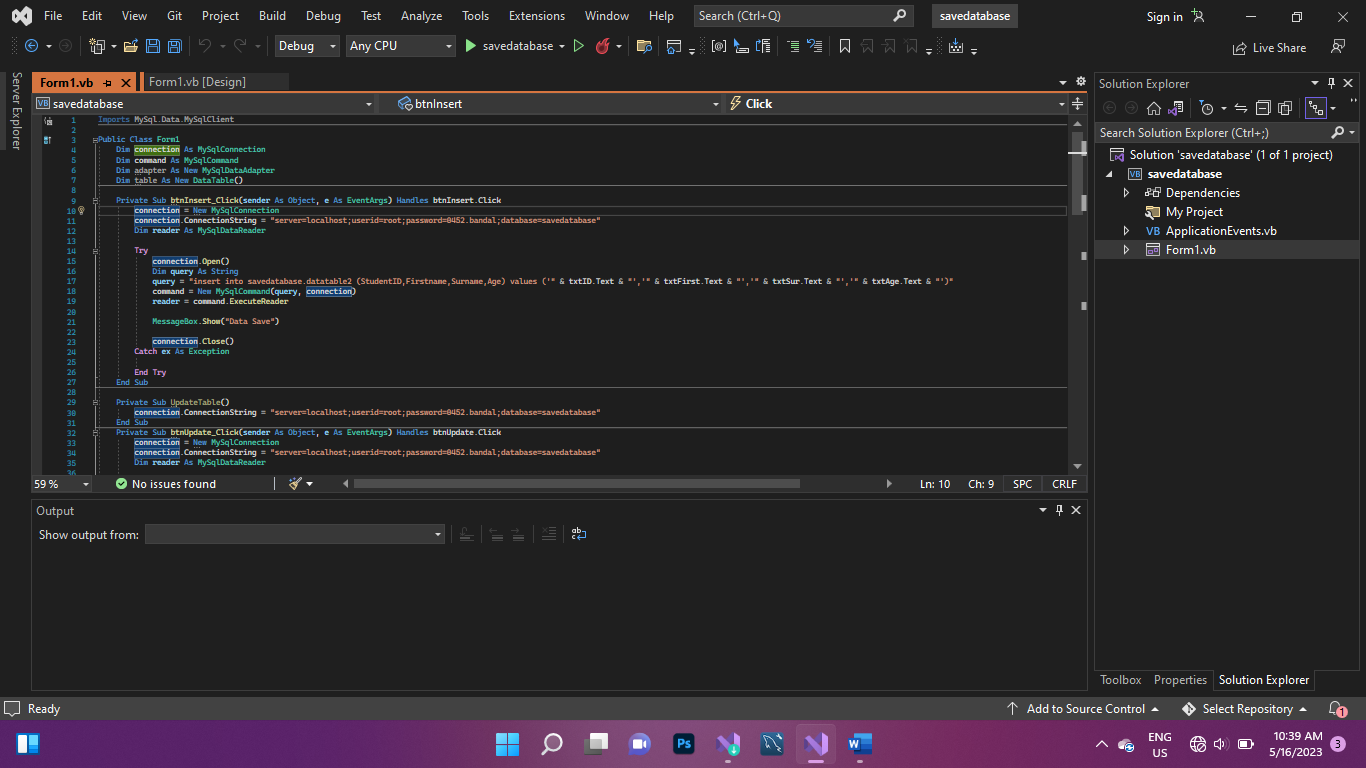 File Edit View Git Project Build Debug Test Analyze Tools Extensions Window Help Search (Ctrl+Q) savedatabase Sign in
Debug Any CPU savedatabase Live Share
Server Explorer
Form1.vb Form1.vb [Design]
VB savedatabase btnInsert Click
1 Imports MySql.Data.MySqlClient
2
3 Public Class Form1
4 Dim connection As MySqlConnection
5 Dim command As MySqlCommand
6 Dim adapter As New MySqlDataAdapter
7 Dim table As New DataTable()
8
9 Private Sub btnInsert_Click(sender As Object, e As EventArgs) Handles btnInsert.Click
10 connection = New MySqlConnection
11 connection.ConnectionString = "server=localhost;userid=root;password=0452.bandal;database=savedatabase"
12 Dim reader As MySqlDataReader
13
14 Try
15 connection.Open()
16 Dim query As String
17 query = "insert into savedatabase.datatable2 (StudentID,Firstname,Surname,Age) values ('" & txtID.Text & "','" & txtFirst.Text & "','" & txtSur.Text & "','" & txtAge.Text & "')"
18 command = New MySqlCommand(query, connection)
19 reader = command.ExecuteReader
20
21 MessageBox.Show("Data Save")
22
23 connection.Close()
24 Catch ex As Exception
25
26 End Try
27 End Sub
28
29 Private Sub UpdateTable()
30 connection.ConnectionString = "server=localhost;userid=root;password=0452.bandal;database=savedatabase"
31 End Sub
32 Private Sub btnUpdate_Click(sender As Object, e As EventArgs) Handles btnUpdate.Click
33 connection = New MySqlConnection
34 connection.ConnectionString = "server=localhost;userid=root;password=0452.bandal;database=savedatabase"
35 Dim reader As MySqlDataReader
36
59 % No issues found Ln: 10 Ch: 9 SPC CRLF
Output
Show output from:
Solution Explorer
Search Solution Explorer (Ctrl+;)
Solution 'savedatabase' (1 of 1 project)
VB savedatabase
Dependencies
My Project
VB ApplicationEvents.vb
Form1.vb
Toolbox Properties Solution Explorer
Ready Add to Source Control Select Repository 1
Ps W ENG
US
10:39 AM
5/16/2023 3